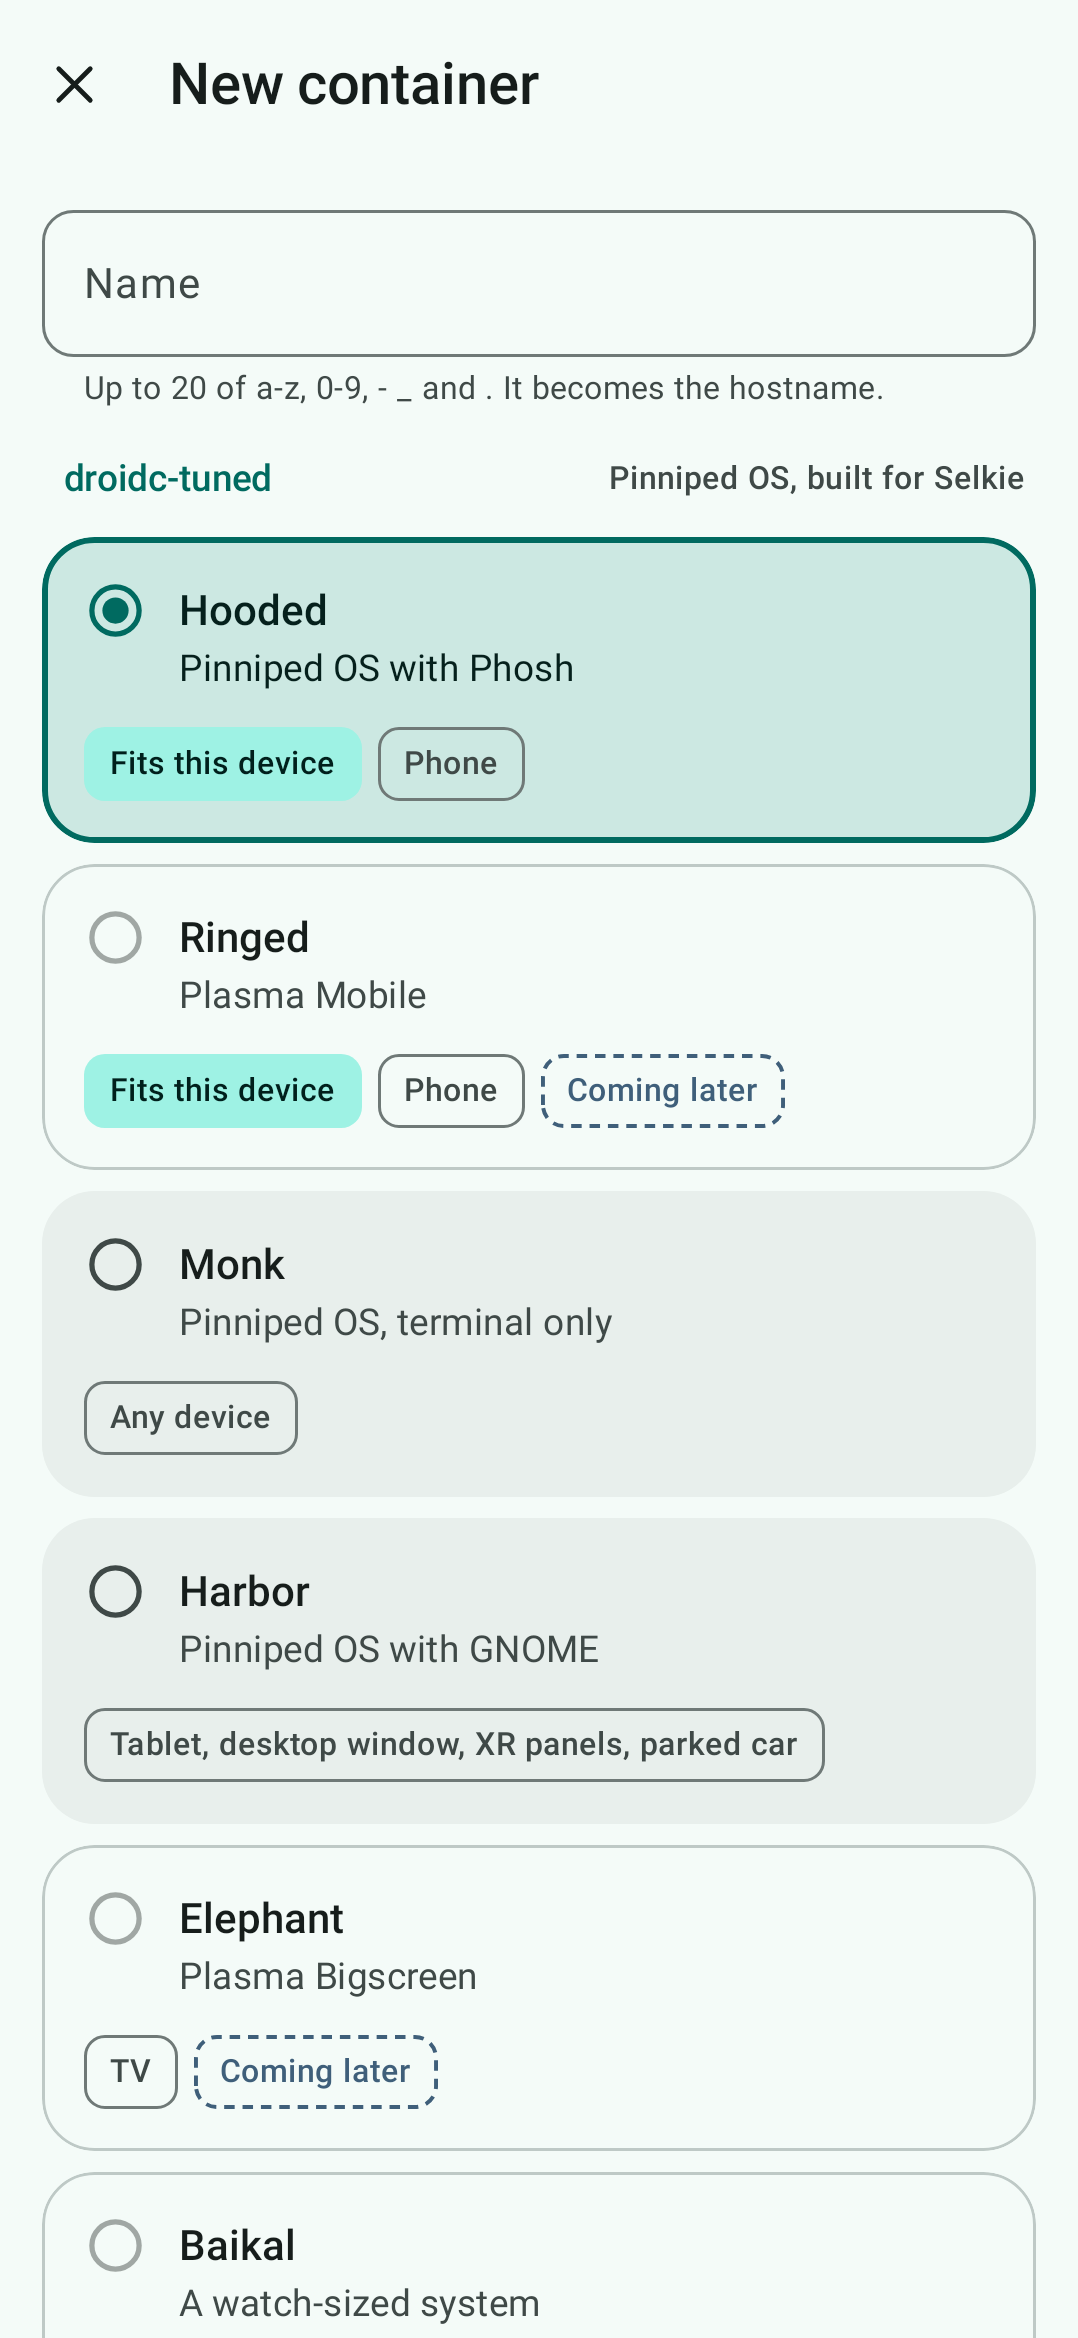 New container
Name
Up to 20 of a-z, 0-9, - _ and . It becomes the hostname.
droidc-tuned
Pinniped OS, built for Selkie
Hooded
Pinniped OS with Phosh
Fits this device
Phone
Ringed
Plasma Mobile
Fits this device
Phone
Coming later
Monk
Pinniped OS, terminal only
Any device
Harbor
Pinniped OS with GNOME
Tablet, desktop window, XR panels, parked car
Elephant
Plasma Bigscreen
TV
Coming later
Baikal
A watch-sized system